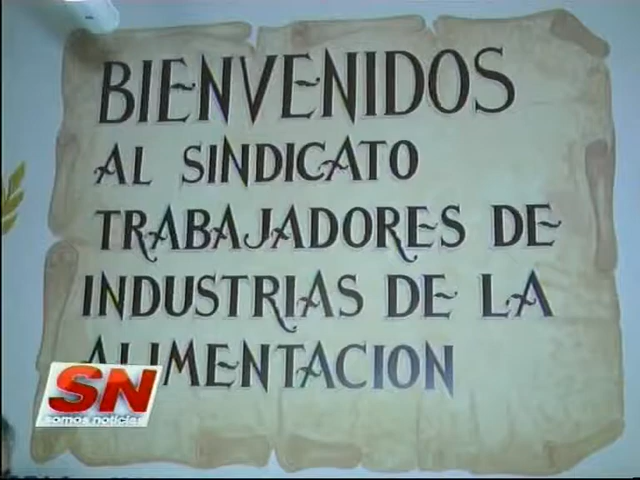 BIENVENIDOS
AL SINDICATO
TRABAJADORES DE
INDUSTRIAS DE LA
ALIMENTACION
SN
somos noticias